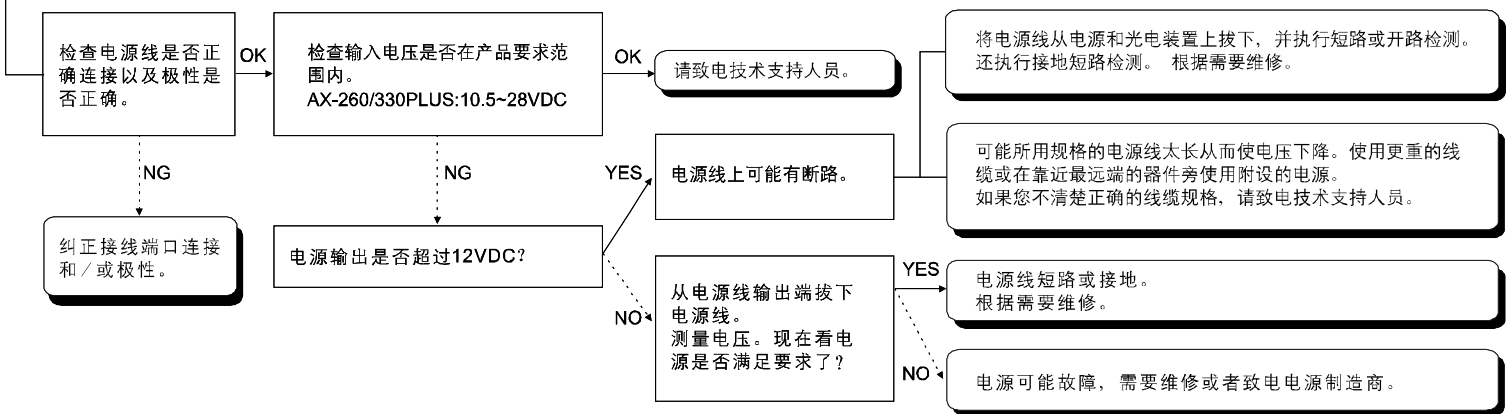 检查电源线是否正
确连接以及极性是
否正确。
OK
检查输入电压是否在产品要求范
围内。
AX-260/330PLUS:10.5~28VDC
OK
请致电技术支持人员。
将电源线从电源和光电装置上拔下，并执行短路或开路检测。
还执行接地短路检测。 根据需要维修。
NG
NG
YES
电源线上可能有断路。
可能所用规格的电源线太长从而使电压下降。使用更重的线
缆或在靠近最远端的器件旁使用附设的电源。
如果您不清楚正确的线缆规格，请致电技术支持人员。
纠正接线端口连接
和／或极性。
电源输出是否超过12VDC？
NO
从电源线输出端拔下
电源线。
测量电压。现在看电
源是否满足要求了？
YES
电源线短路或接地。
根据需要维修。
NO
电源可能故障，需要维修或者致电电源制造商。